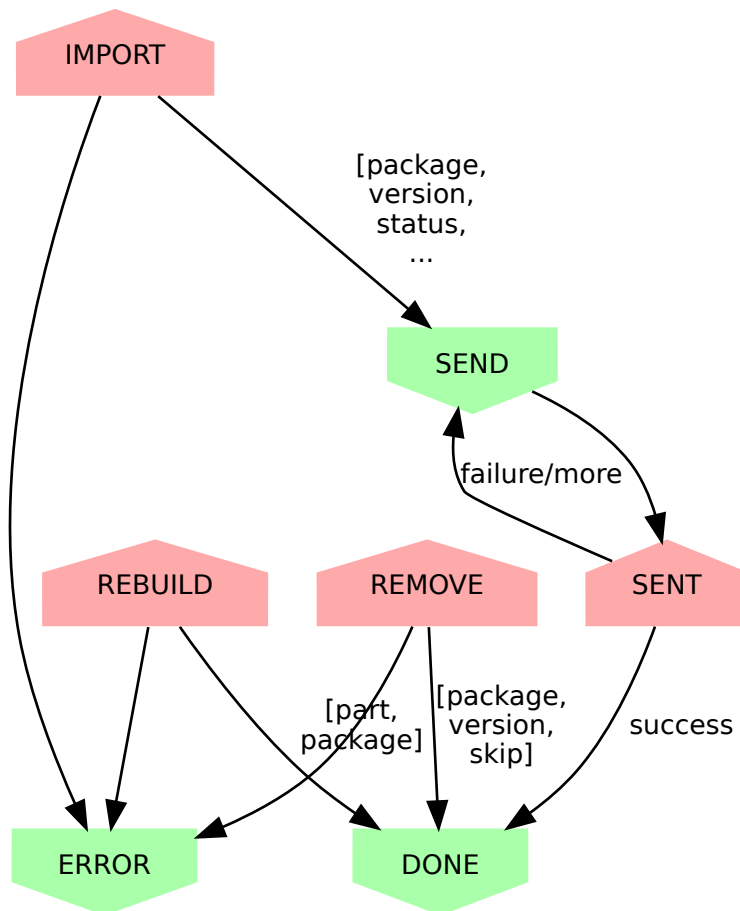 IMPORT
[package,
version,
status,
...
SEND
failure/more
REBUILD
REMOVE
SENT
[part,
package]
[package,
version,
skip]
success
ERROR
DONE